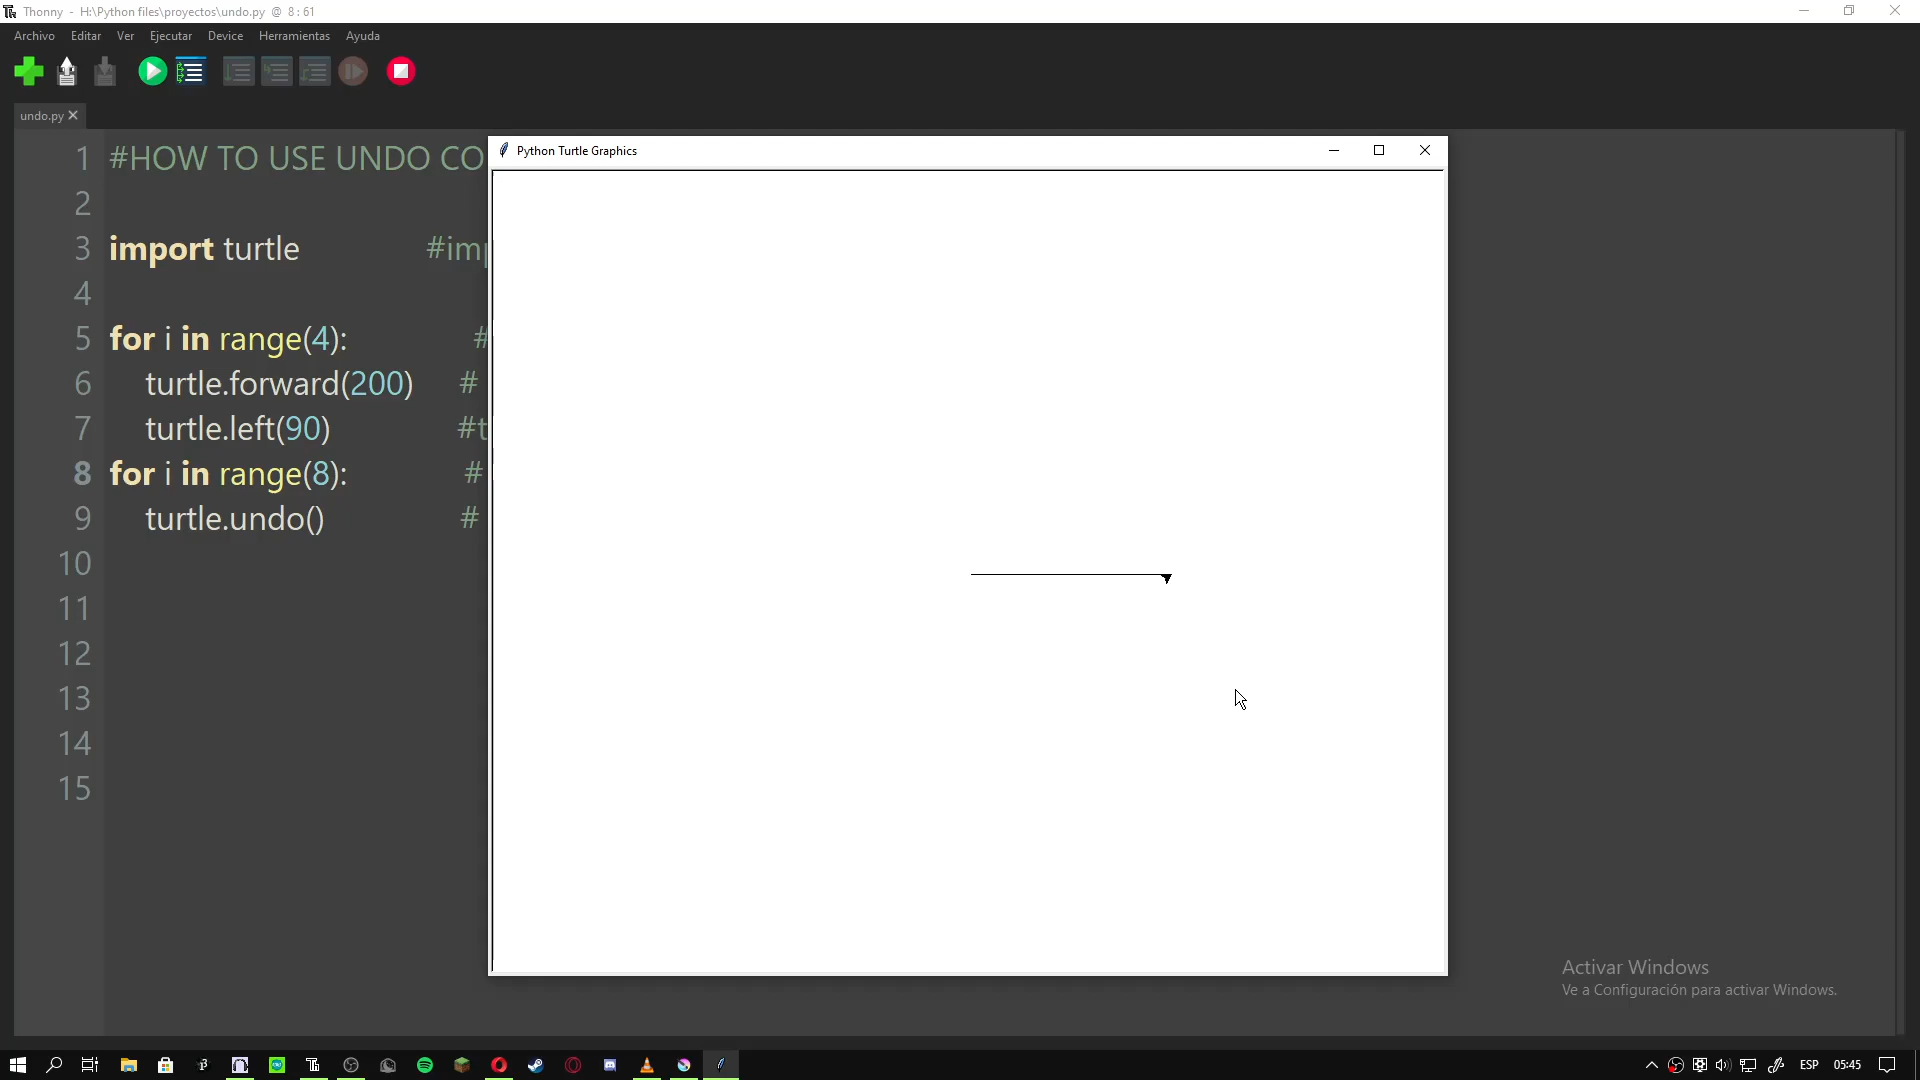 Thonny - H:\Python files\proyectos\undo.py @ 8 : 61
Archivo Editar Ver Ejecutar Device Herramientas Ayuda
undo.py
Python Turtle Graphics
1 #HOW TO USE UNDO CO
2
3 import turtle #imp
4
5 for i in range(4): #
6 turtle.forward(200) #
7 turtle.left(90) #t
8 for i in range(8): #
9 turtle.undo() #
10
11
12
13
14
15
Activar Windows
Ve a Configuración para activar Windows.
ESP 05:45